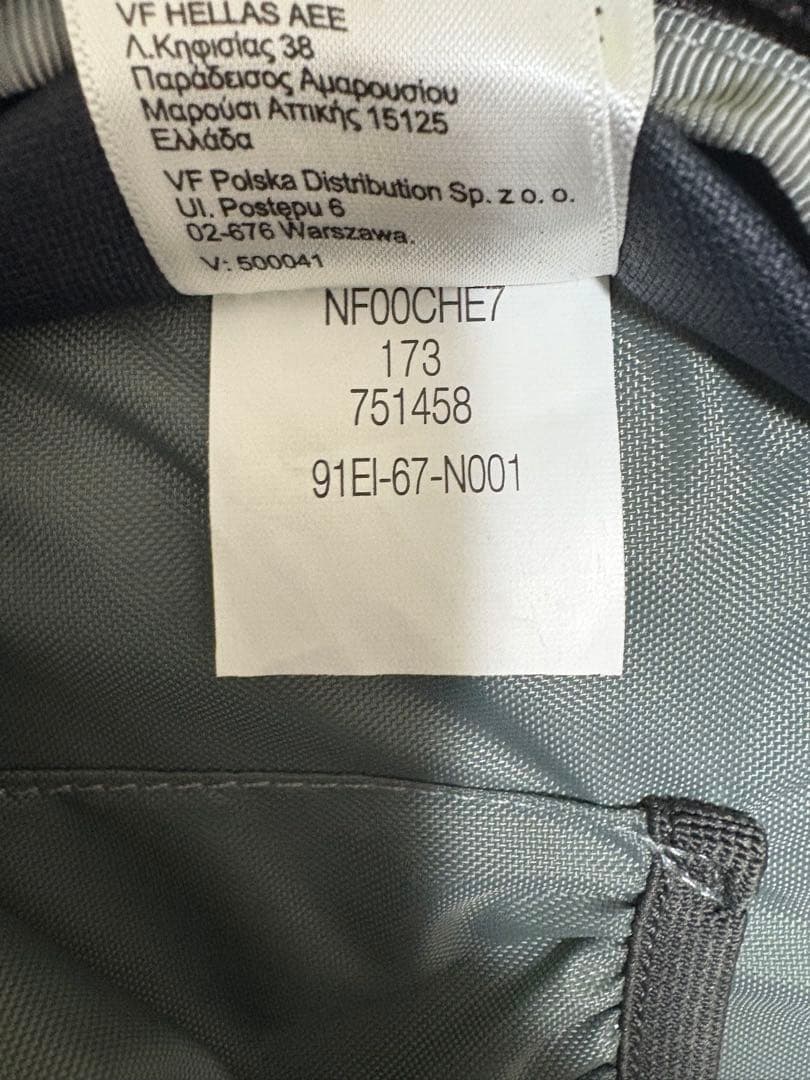 VF HELLAS AEE
Λ.Κηφισίας 38
Παράδεισος Αμαρουσίου
Μαρούσι Αττικής 15125
Ελλάδα
VF Polska Distribution Sp. z o. o.
Ul. Postępu 6
02-676 Warszawa.
V: 500041
NF00CHE7
173
751458
91EI-67-N001